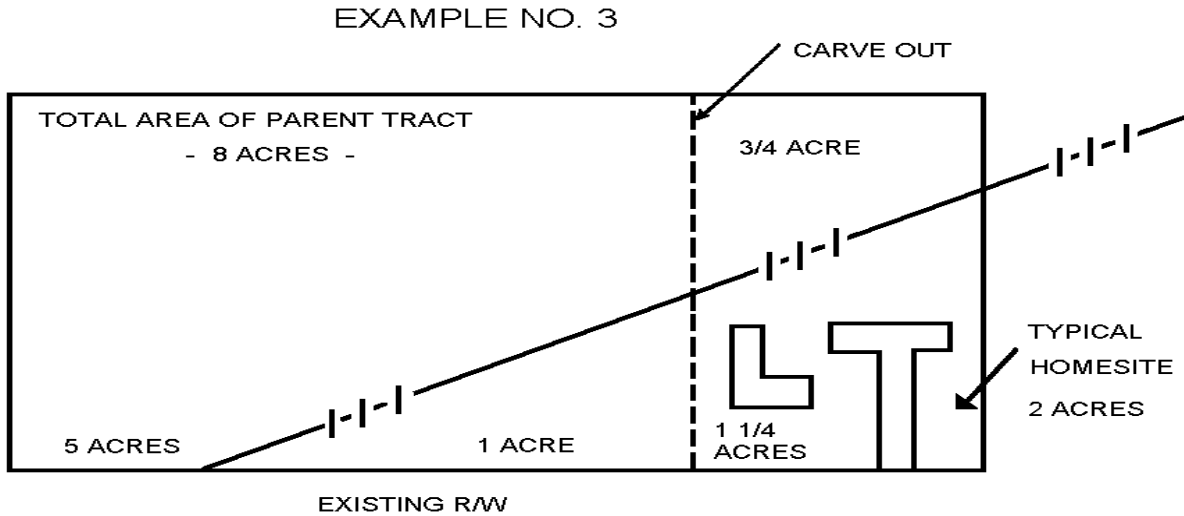 EXAMPLE NO. 3
CARVE OUT
TOTAL AREA OF PARENT TRACT
- 8 ACRES -
3/4 ACRE
TYPICAL
HOMESITE
2 ACRES
5 ACRES
1 ACRE
1 1/4
ACRES
EXISTING R/W